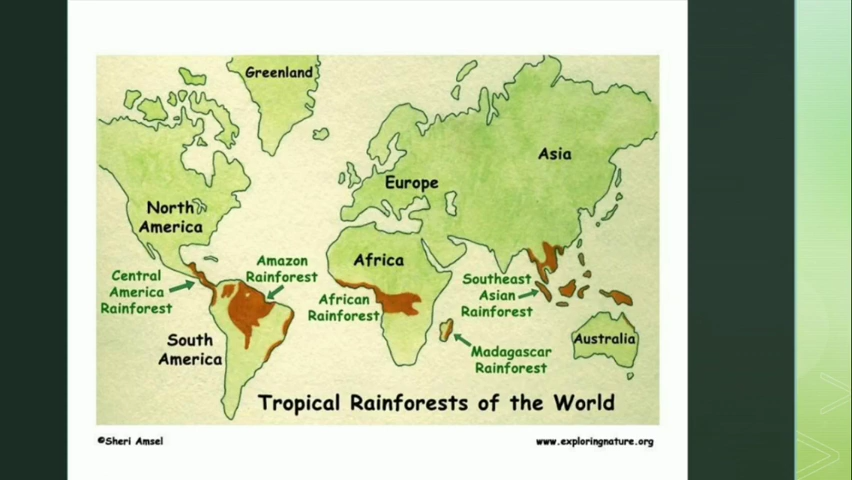 Greenland
Asia
Europe
North
America
Africa
Amazon
Rainforest
Central
America
Rainforest
African
Rainforest
Southeast
Asian
Rainforest
South
America
Australia
Madagascar
Rainforest
Tropical Rainforests of the World
©Sheri Amsel
www.exploringnature.org